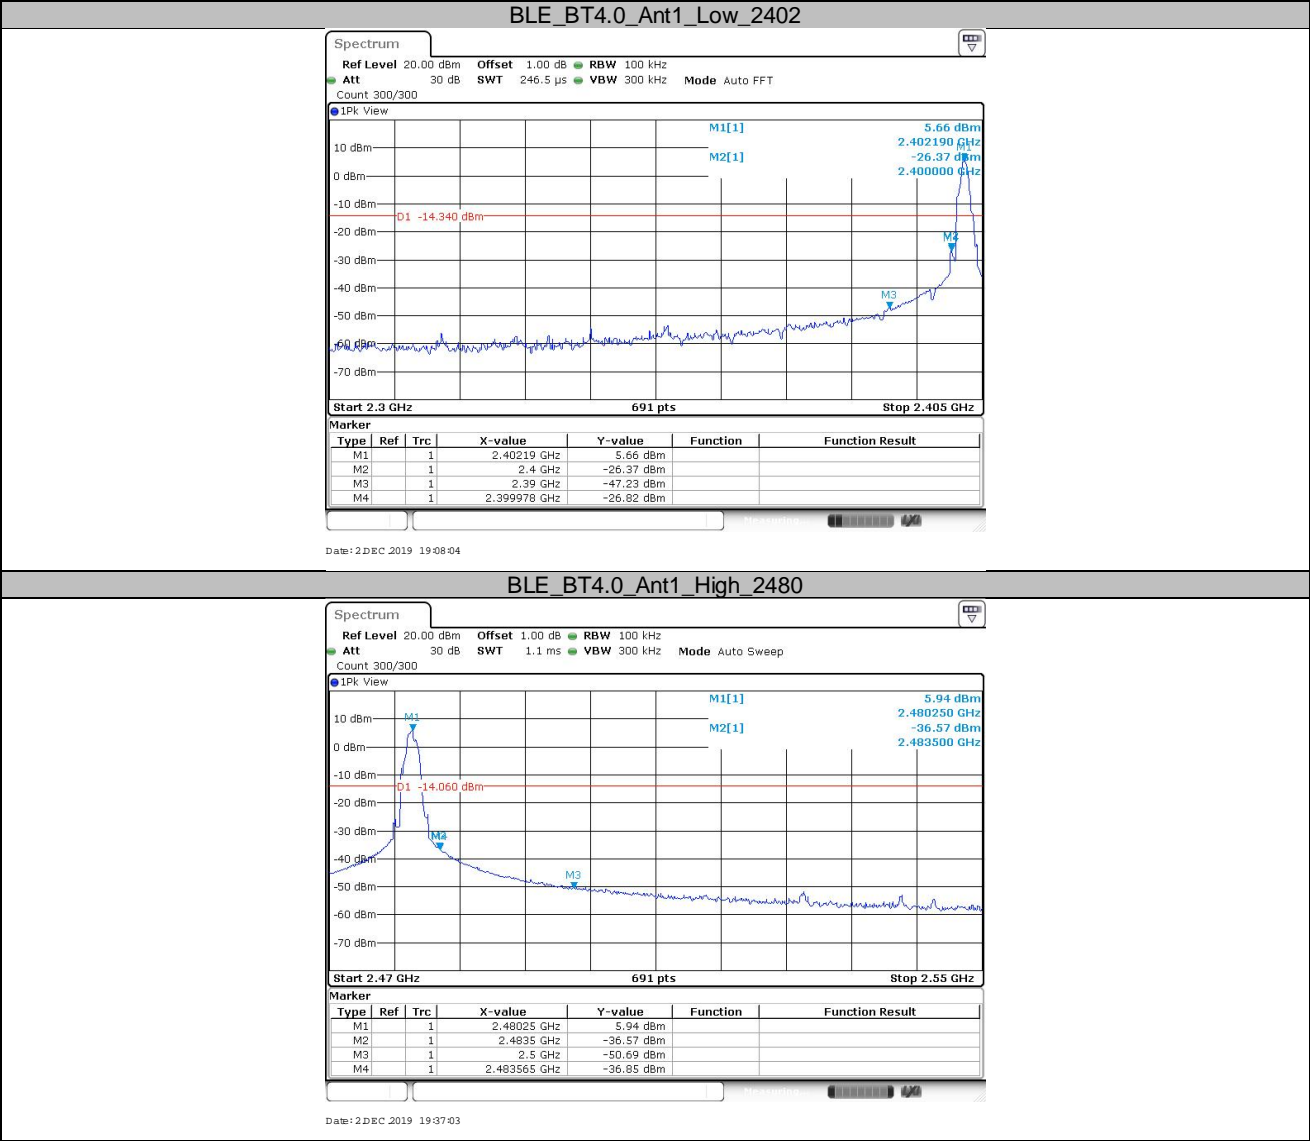 BLE_BT4.0_Ant1_Low_2402
Spectrum
Ref Level 20.00 dBm Offset 1.00 dB RBW 100 kHz
Att 30 dB SWT 246.5 µs VBW 300 kHz Mode Auto FFT
Count 300/300
1Pk View
M1[1] 5.66 dBm
2.402190 GHz
M1
M2[1] -26.37 dBm
2.400000 GHz
10 dBm
0 dBm
-10 dBm
D1 -14.340 dBm
-20 dBm
M2
-30 dBm
-40 dBm
M3
-50 dBm
-60 dBm
-70 dBm
Start 2.3 GHz 691 pts Stop 2.405 GHz
Marker
Type Ref Trc X-value Y-value Function Function Result
M1 1 2.40219 GHz 5.66 dBm
M2 1 2.4 GHz -26.37 dBm
M3 1 2.39 GHz -47.23 dBm
M4 1 2.399978 GHz -26.82 dBm
Measuring...
Date: 2.DEC.2019 19:08:04
BLE_BT4.0_Ant1_High_2480
Spectrum
Ref Level 20.00 dBm Offset 1.00 dB RBW 100 kHz
Att 30 dB SWT 1.1 ms VBW 300 kHz Mode Auto Sweep
Count 300/300
1Pk View
M1[1] 5.94 dBm
2.480250 GHz
M2[1] -36.57 dBm
2.483500 GHz
10 dBm
M1
0 dBm
-10 dBm
D1 -14.060 dBm
-20 dBm
-30 dBm
M2
-40 dBm
M3
-50 dBm
-60 dBm
-70 dBm
Start 2.47 GHz 691 pts Stop 2.55 GHz
Marker
Type Ref Trc X-value Y-value Function Function Result
M1 1 2.48025 GHz 5.94 dBm
M2 1 2.4835 GHz -36.57 dBm
M3 1 2.5 GHz -50.69 dBm
M4 1 2.483565 GHz -36.85 dBm
Measuring...
Date: 2.DEC.2019 19:37:03